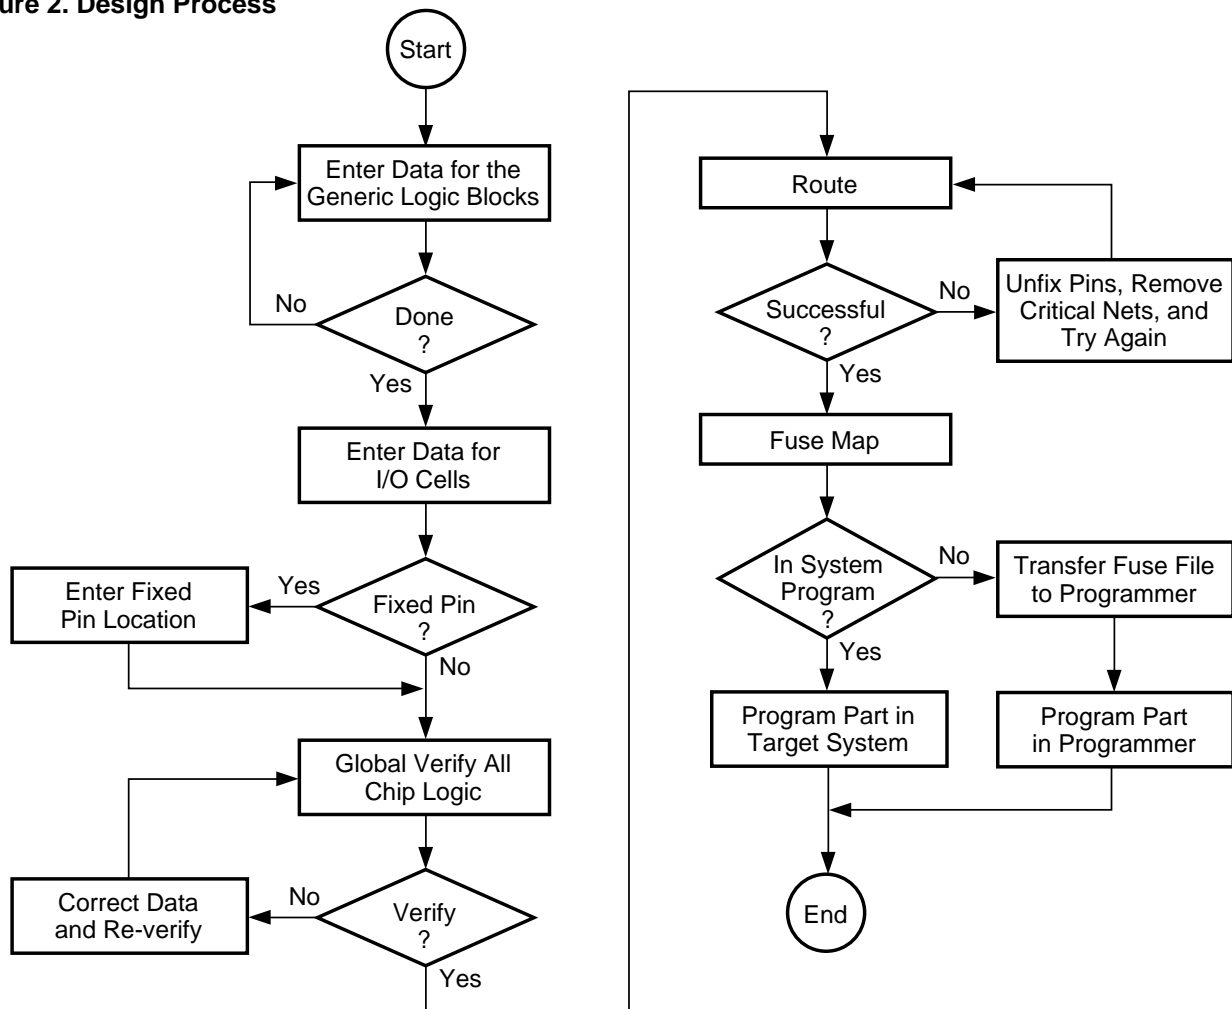 2. Design Process
Start
Enter Data for the
Generic Logic Blocks
No
Done
?
Yes
Enter Data for
I/O Cells
Enter Fixed
Pin Location
Yes
Fixed Pin
?
No
Global Verify All
Chip Logic
Correct Data
and Re-verify
No
Verify
?
Yes
Route
Successful
?
No
Unfix Pins, Remove
Critical Nets, and
Try Again
Yes
Fuse Map
In System
Program
?
No
Transfer Fuse File
to Programmer
Yes
Program Part in
Target System
Program Part
in Programmer
End